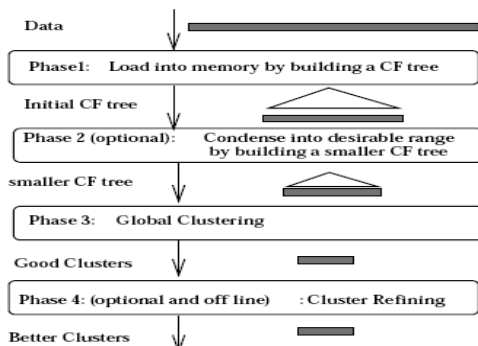 Data
Phase1: Load into memory by building a CF tree
Initial CF tree
Phase 2 (optional): Condense into desirable range
by building a smaller CF tree
smaller CF tree
Phase 3: Global Clustering
Good Clusters
Phase 4: (optional and off line) : Cluster Refining
Better Clusters